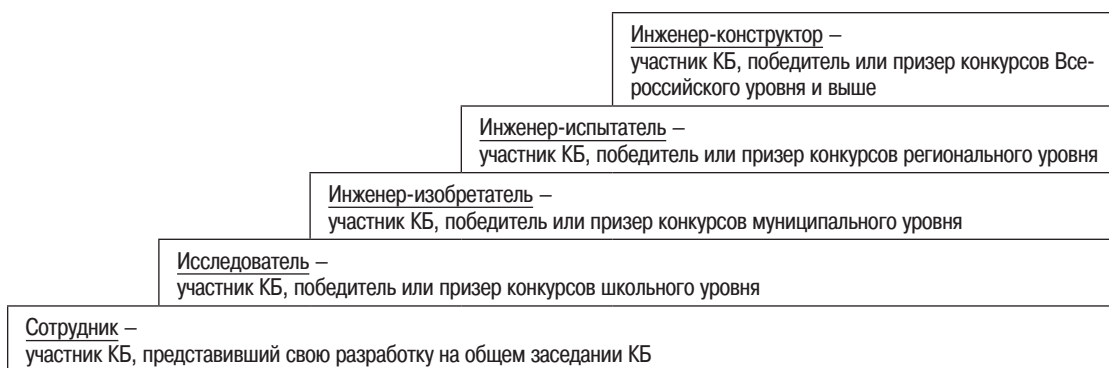 Инженер-конструктор –
участник КБ, победитель или призер конкурсов Все-
российского уровня и выше
Инженер-испытатель –
участник КБ, победитель или призер конкурсов регионального уровня
Инженер-изобретатель –
участник КБ, победитель или призер конкурсов муниципального уровня
Исследователь –
участник КБ, победитель или призер конкурсов школьного уровня
Сотрудник –
участник КБ, представивший свою разработку на общем заседании КБ